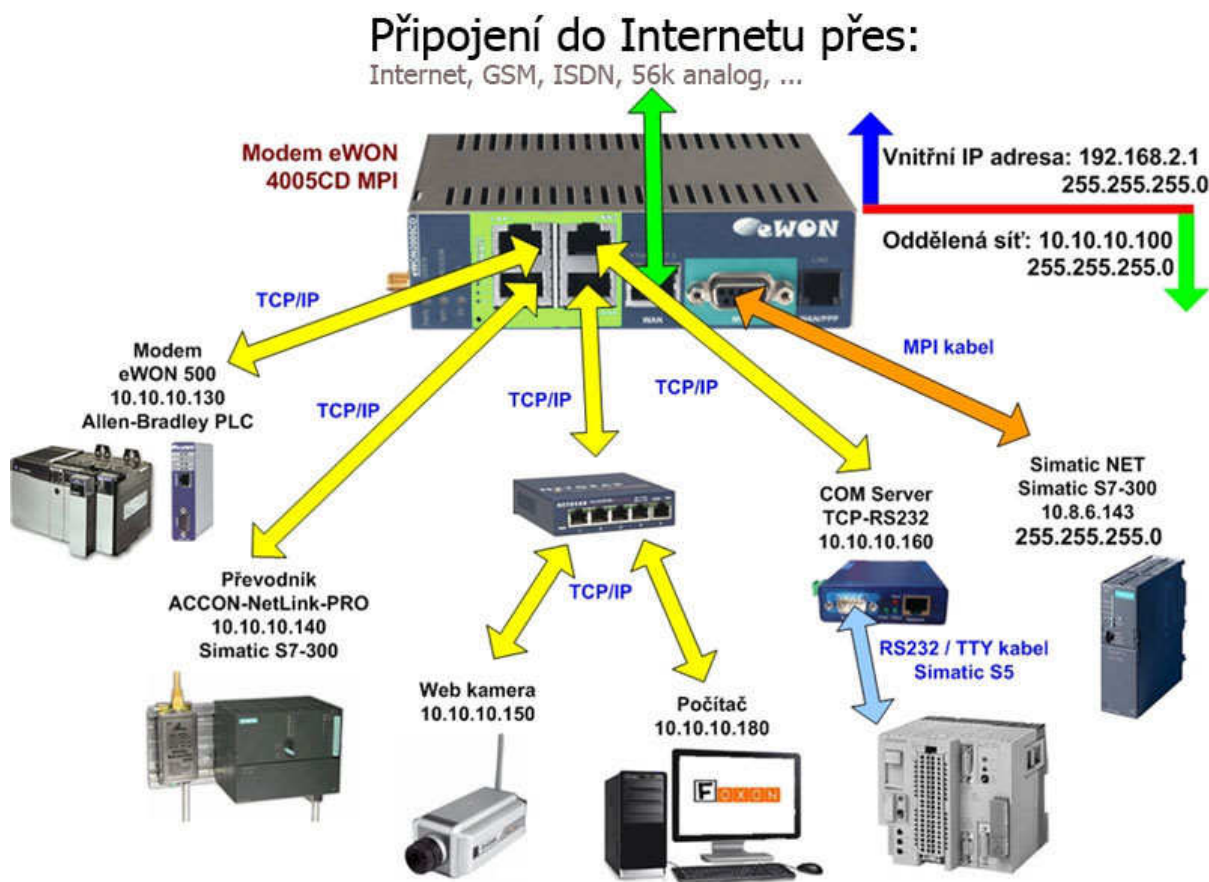 Připojení do Internetu přes:
Internet, GSM, ISDN, 56k analog, ...
Modem eWON
4005CD MPI
Vnitřní IP adresa: 192.168.2.1
255.255.255.0
Oddělená síť: 10.10.10.100
255.255.255.0
eWON
WAN
TCP/IP
MPI kabel
Modem
eWON 500
10.10.10.130
Allen-Bradley PLC
TCP/IP
TCP/IP
TCP/IP
Simatic NET
Simatic S7-300
10.8.6.143
255.255.255.0
COM Server
TCP-RS232
10.10.10.160
NETGEAR
Převodník
ACCON-NetLink-PRO
10.10.10.140
Simatic S7-300
TCP/IP
RS232 / TTY kabel
Simatic S5
Web kamera
10.10.10.150
Počítač
10.10.10.180
FOXON